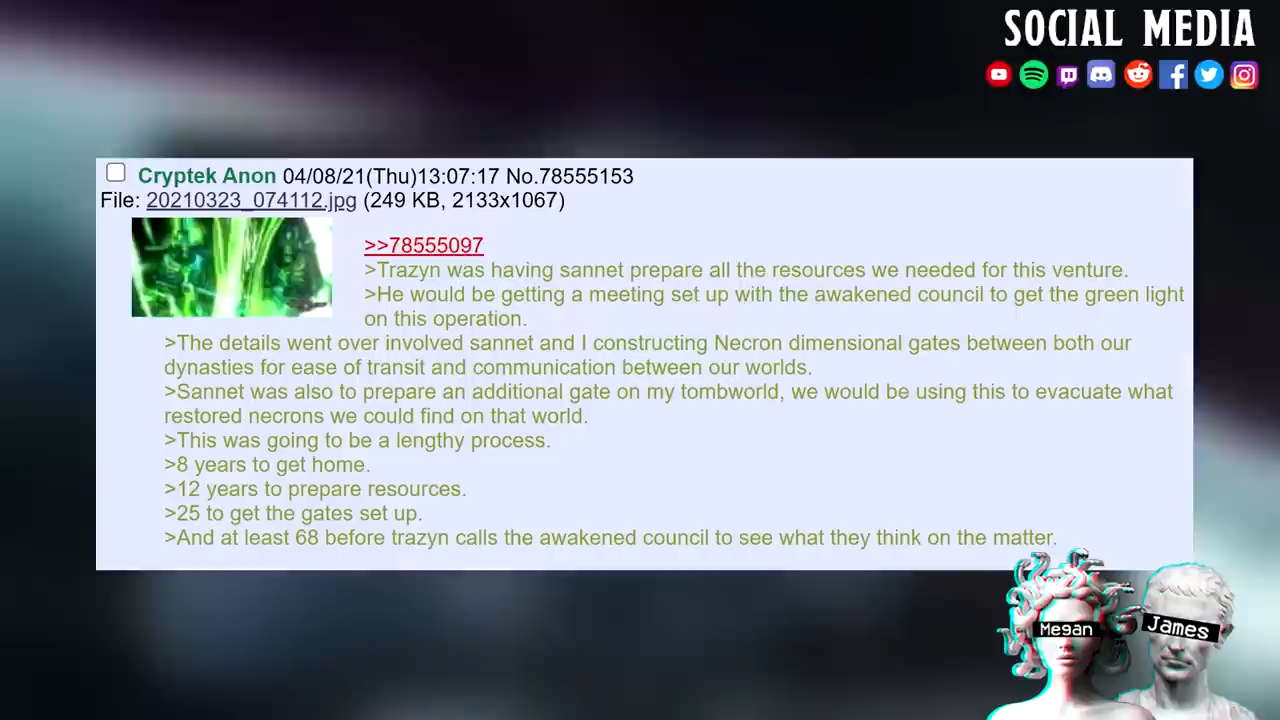 SOCIAL MEDIA
Cryptek Anon 04/08/21(Thu)13:07:17 No.78555153
File: 20210323_074112.jpg (249 KB, 2133x1067)
>>78555097
>Trazyn was having sannet prepare all the resources we needed for this venture.
>He would be getting a meeting set up with the awakened council to get the green light
on this operation.
>The details went over involved sannet and I constructing Necron dimensional gates between both our
dynasties for ease of transit and communication between our worlds.
>Sannet was also to prepare an additional gate on my tombworld, we would be using this to evacuate what
restored necrons we could find on that world.
>This was going to be a lengthy process.
>8 years to get home.
>12 years to prepare resources.
>25 to get the gates set up.
>And at least 68 before trazyn calls the awakened council to see what they think on the matter.
Megan
James